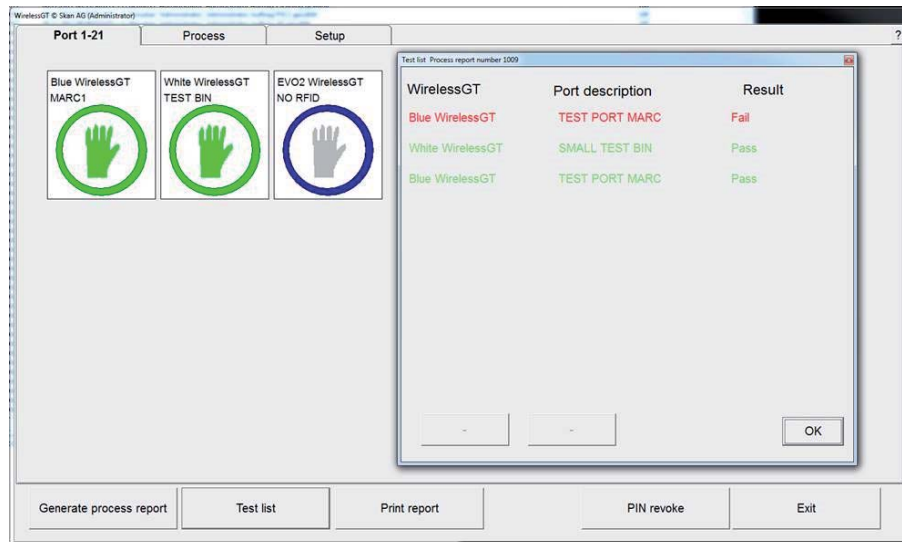 WirelessGT © Skan AG (Administrator)
Port 1-21 Process Setup ?
Blue WirelessGT
MARC1
White WirelessGT
TEST BIN
EVO2 WirelessGT
NO RFID
Test list Process report number 1009
WirelessGT Port description Result
Blue WirelessGT TEST PORT MARC Fail
White WirelessGT SMALL TEST BIN Pass
Blue WirelessGT TEST PORT MARC Pass
- -
OK
Generate process report Test list Print report PIN revoke Exit